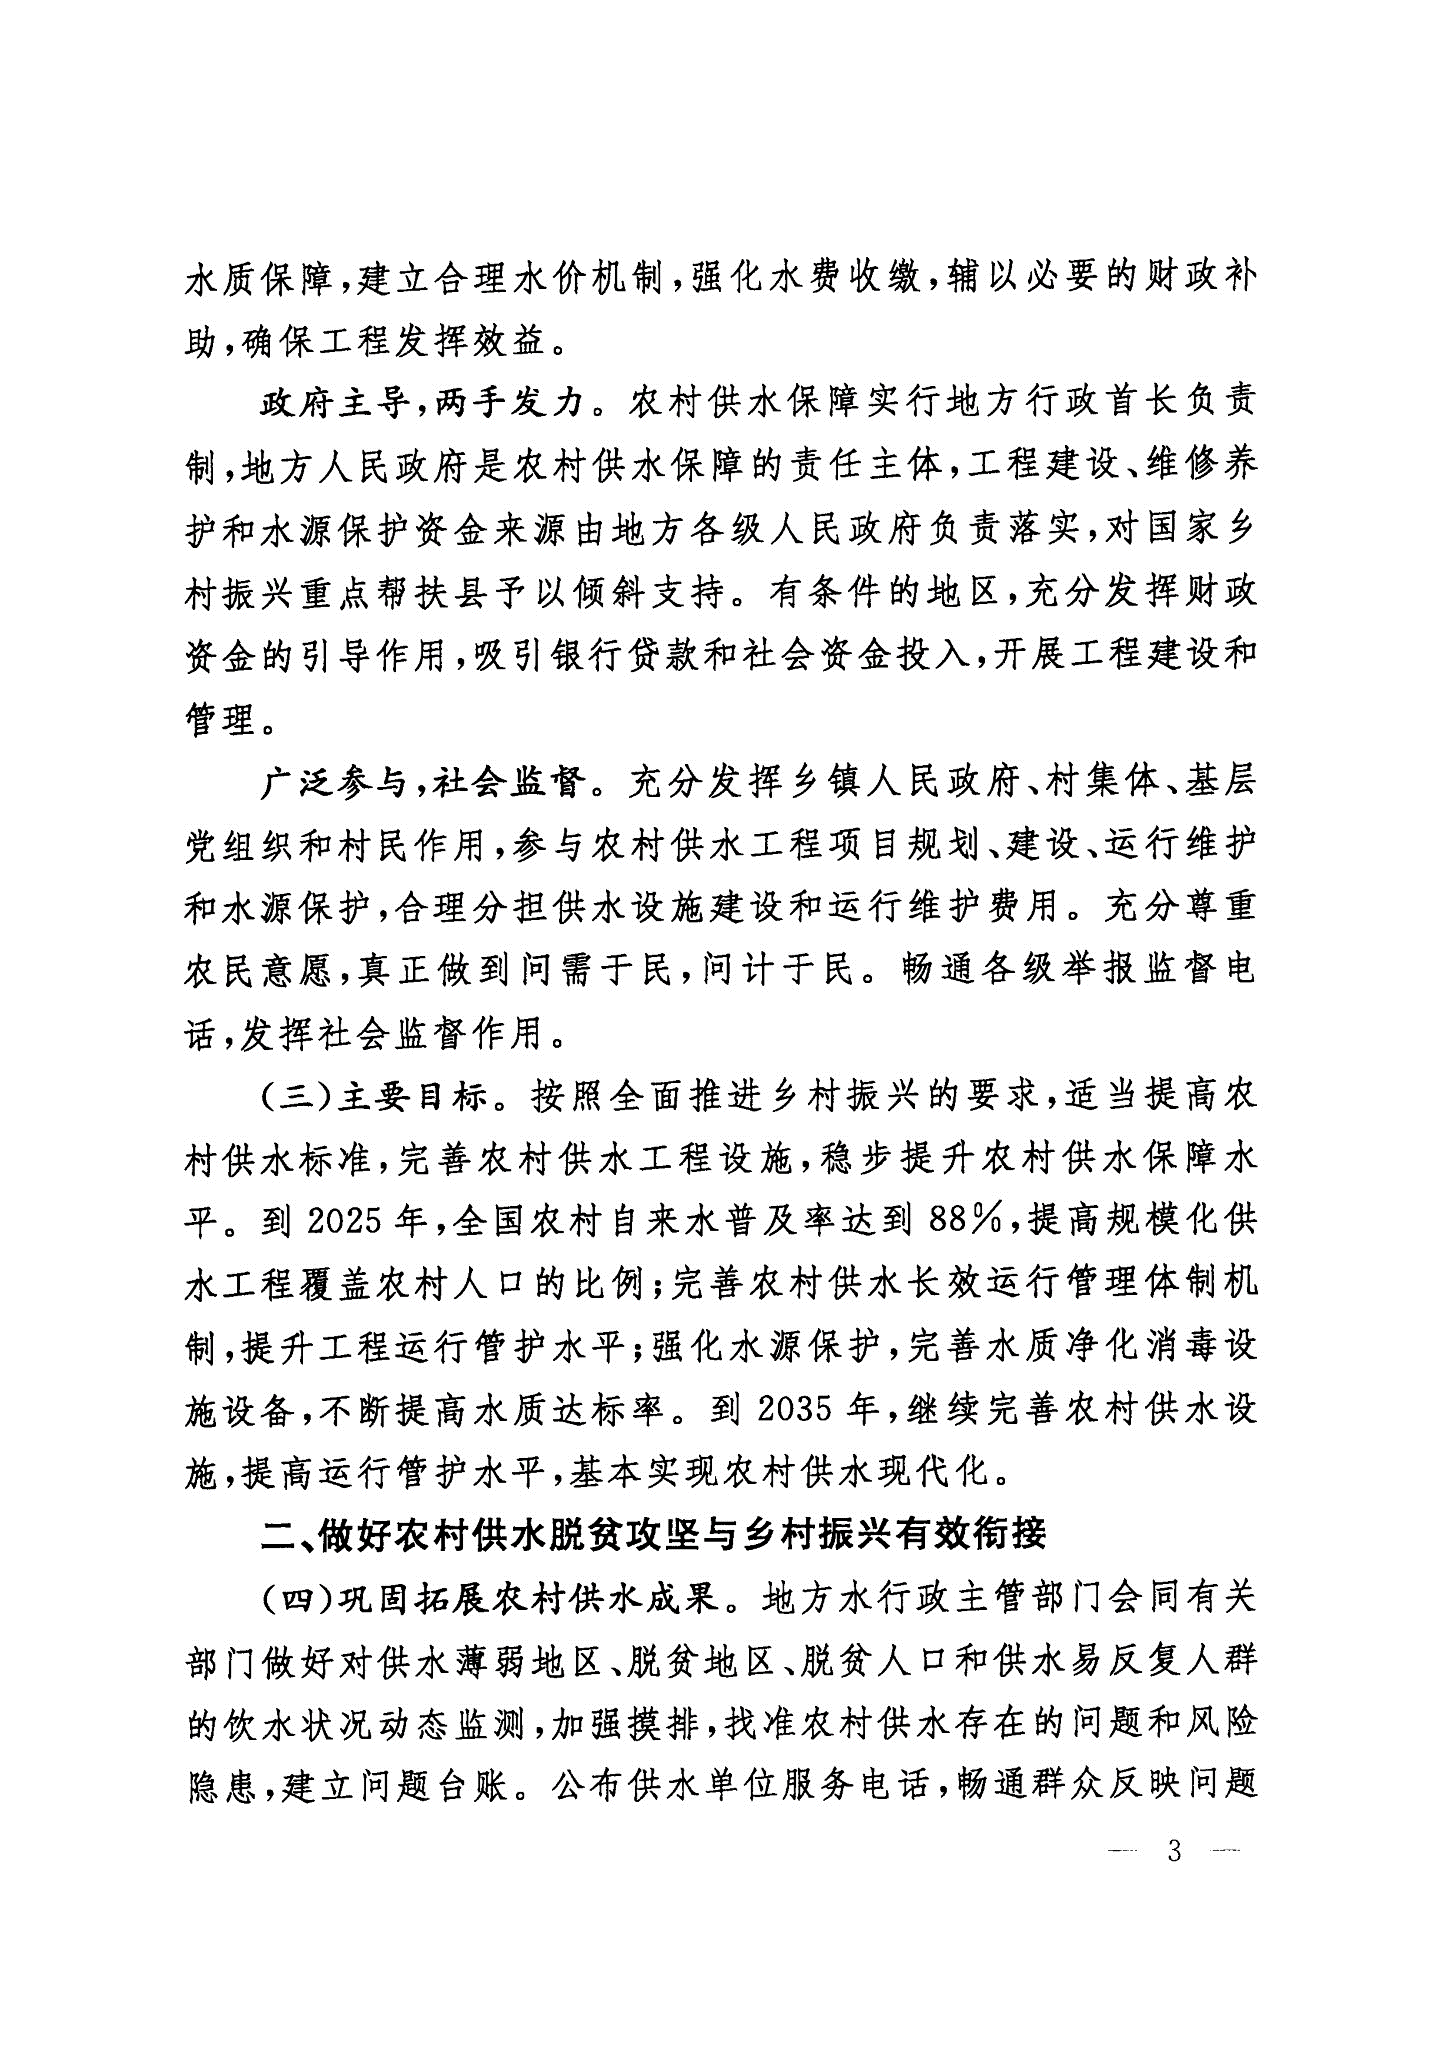 水质保障,建立合理水价机制,强化水费收缴,辅以必要的财政补
助,确保工程发挥效益。
政府主导,两手发力。农村供水保障实行地方行政首长负责
制,地方人民政府是农村供水保障的责任主体,工程建设、维修养
护和水源保护资金来源由地方各级人民政府负责落实,对国家乡
村振兴重点帮扶县予以倾斜支持。有条件的地区,充分发挥财政
资金的引导作用,吸引银行贷款和社会资金投入,开展工程建设和
管理。
广泛参与,社会监督。充分发挥乡镇人民政府、村集体、基层
党组织和村民作用,参与农村供水工程项目规划、建设、运行维护
和水源保护,合理分担供水设施建设和运行维护费用。充分尊重
农民意愿,真正做到问需于民,问计于民。畅通各级举报监督电
话,发挥社会监督作用。
(三)主要目标。按照全面推进乡村振兴的要求,适当提高农
村供水标准,完善农村供水工程设施,稳步提升农村供水保障水
平。到 2025 年,全国农村自来水普及率达到 88%,提高规模化供
水工程覆盖农村人口的比例;完善农村供水长效运行管理体制机
制,提升工程运行管护水平;强化水源保护,完善水质净化消毒设
施设备,不断提高水质达标率。到 2035 年,继续完善农村供水设
施,提高运行管护水平,基本实现农村供水现代化。
二、做好农村供水脱贫攻坚与乡村振兴有效衔接
(四)巩固拓展农村供水成果。地方水行政主管部门会同有关
部门做好对供水薄弱地区、脱贫地区、脱贫人口和供水易反复人群
的饮水状况动态监测,加强摸排,找准农村供水存在的问题和风险
隐患,建立问题台账。公布供水单位服务电话,畅通群众反映问题
— 3 —